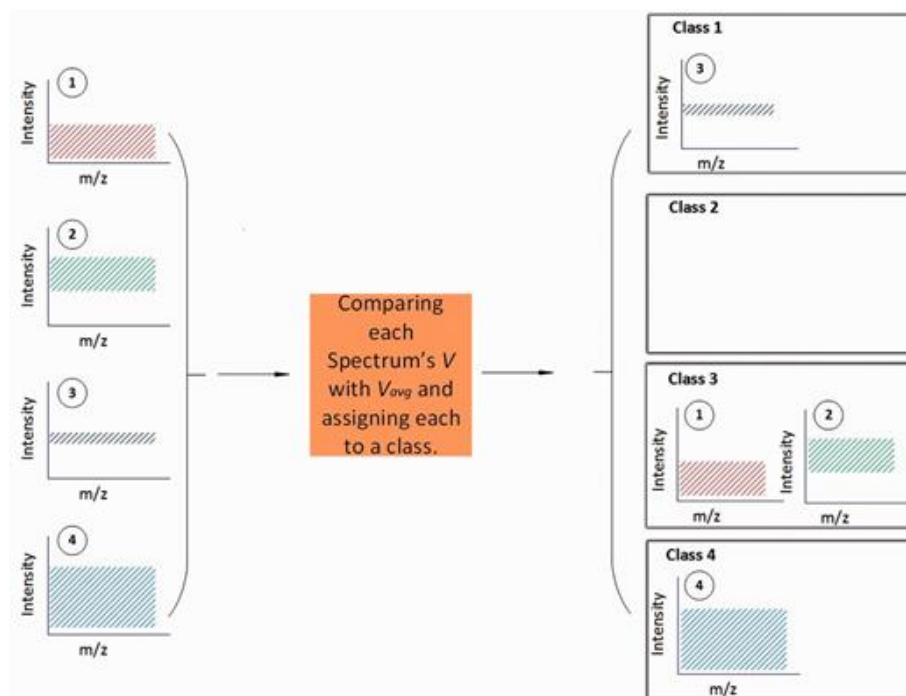 1
Intensity
m/z
2
Intensity
m/z
3
Intensity
m/z
4
Intensity
m/z
Comparing
each
Spectrum's V
with Vavg and
assigning each
to a class.
Class 1
3
Intensity
m/z
Class 2
Class 3
1
Intensity
m/z
2
Intensity
m/z
Class 4
4
Intensity
m/z